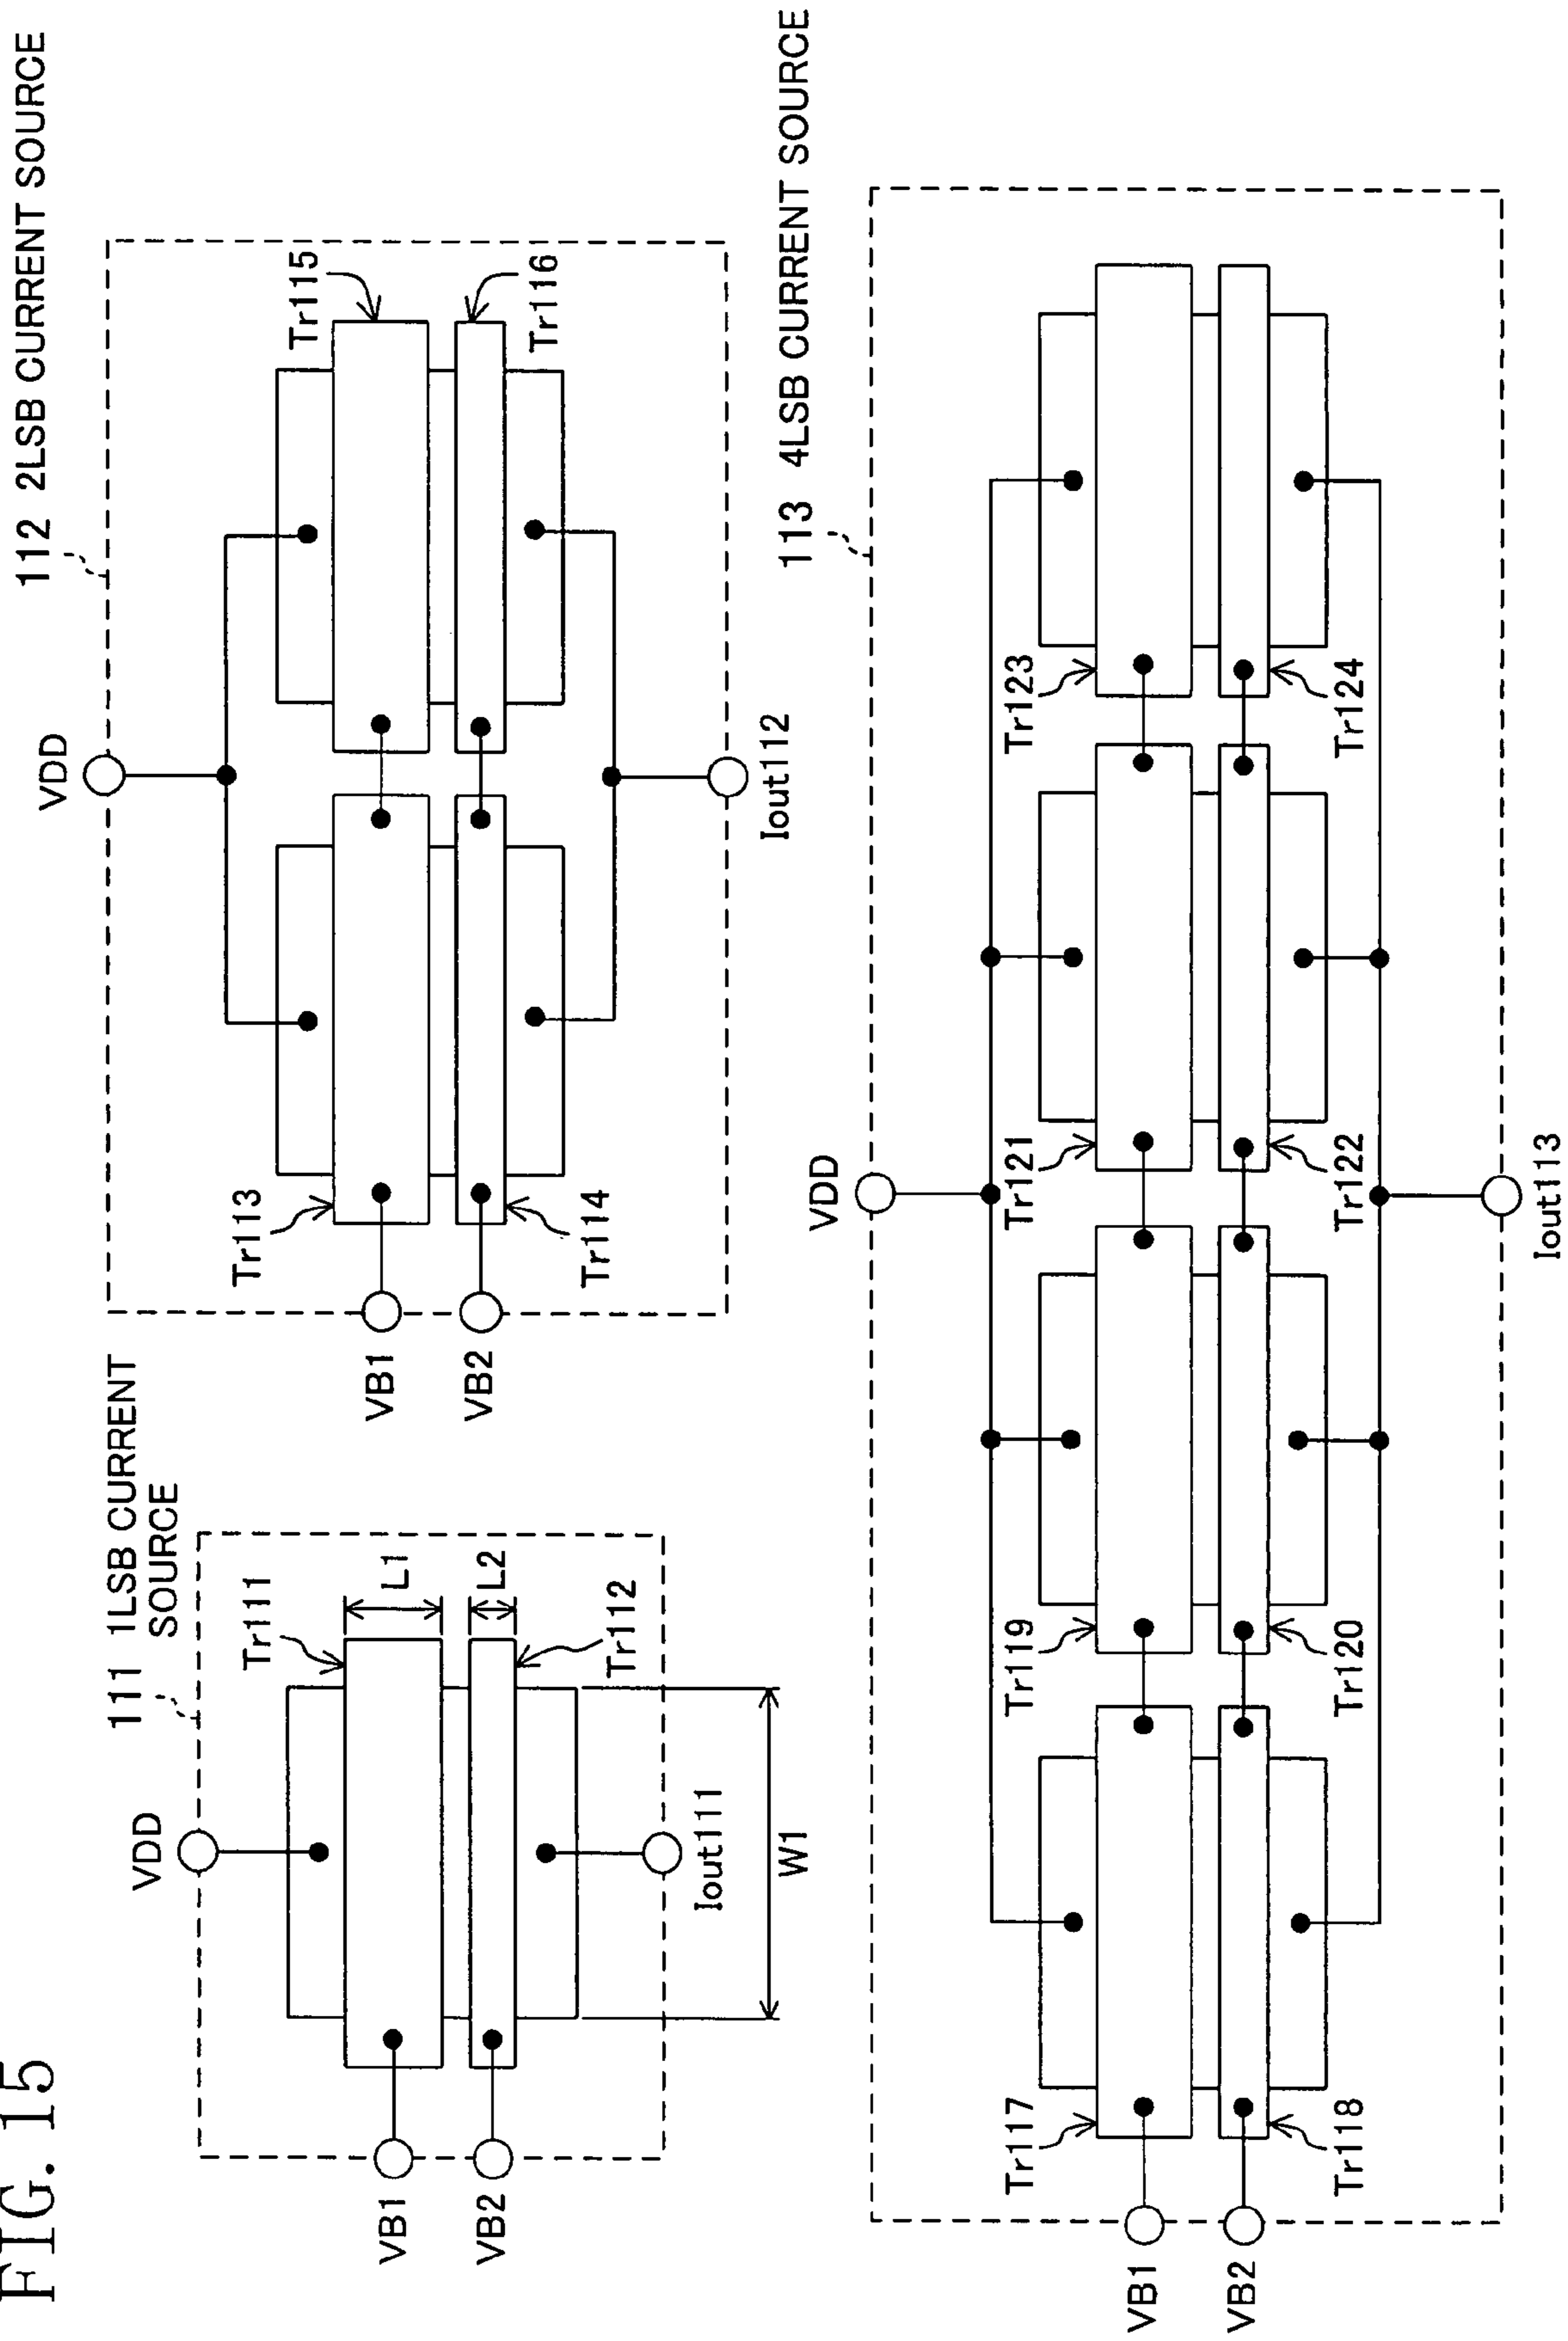 FIG. 15
111 1LSB CURRENT
SOURCE
VDD
Tr111
L1
L2
VB1
VB2
Tr112
Iout111
W1
112 2LSB CURRENT SOURCE
VDD
Tr113
Tr115
VB1
VB2
Tr114
Tr116
Iout112
113 4LSB CURRENT SOURCE
VDD
Tr117
Tr119
Tr121
Tr123
VB1
VB2
Tr118
Tr120
Tr122
Tr124
Iout113